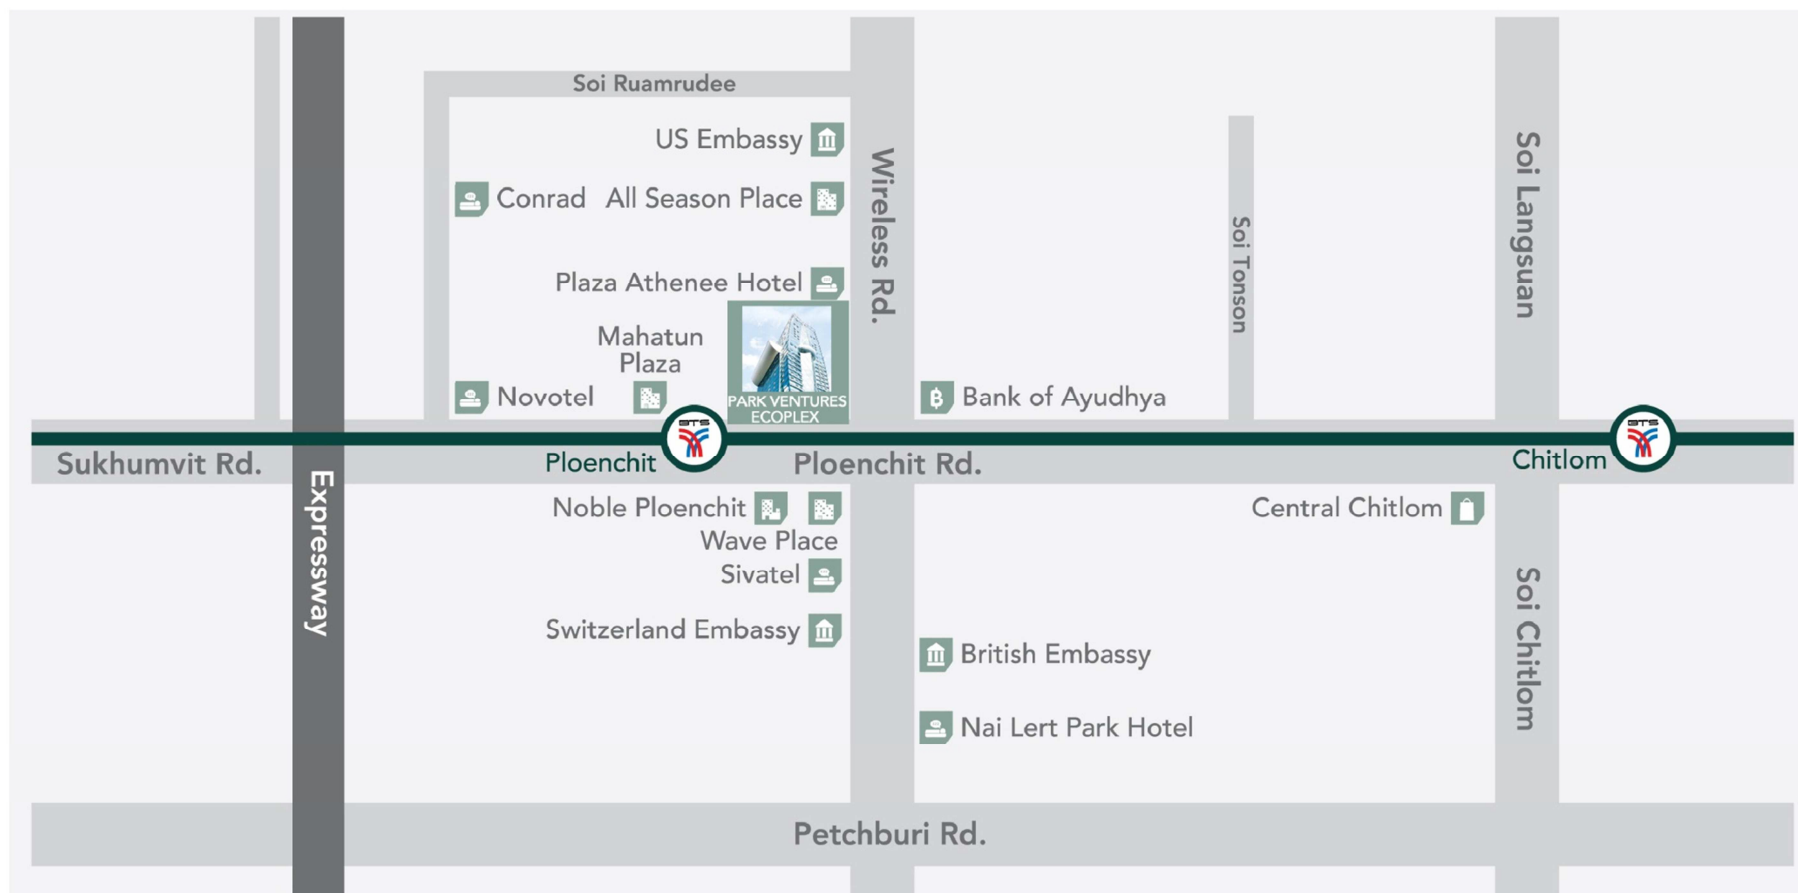 Soi Ruamrudee
US Embassy
Conrad
All Season Place
Wireless Rd.
Soi Langsuan
Soi Tonson
Plaza Athenee Hotel
Mahatun
Plaza
Novotel
PARK VENTURES
ECOPLEX
Bank of Ayudhya
BTS
BTS
Sukhumvit Rd.
Ploenchit
Ploenchit Rd.
Chitlom
Expressway
Noble Ploenchit
Wave Place
Central Chitlom
Sivatel
Switzerland Embassy
British Embassy
Soi Chitlom
Nai Lert Park Hotel
Petchburi Rd.